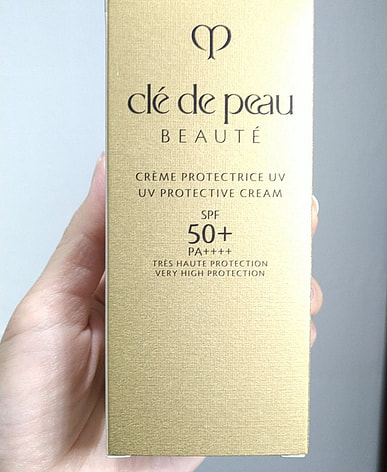 clé de peau
BEAUTÉ
CRÈME PROTECTRICE UV
UV PROTECTIVE CREAM
SPF
50+
PA++++
TRÈS HAUTE PROTECTION
VERY HIGH PROTECTION